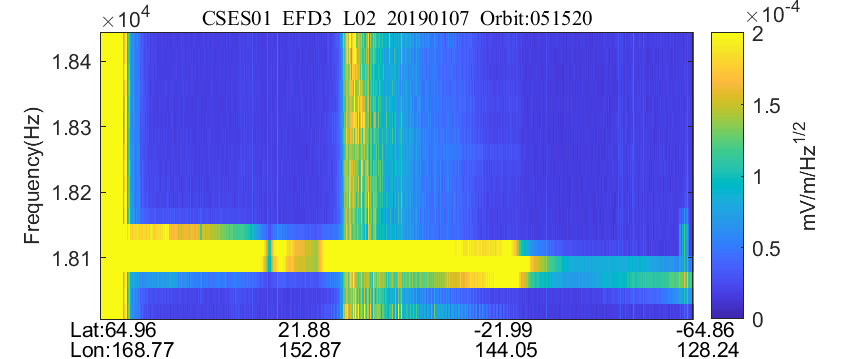 CSES01 EFD3 L02 20190107 Orbit:051520
×10⁴
1.84
1.83
1.82
1.81
Frequency(Hz)
Lat:64.96 21.88 -21.99 -64.86
Lon:168.77 152.87 144.05 128.24
×10⁻⁴
2
1.5
1
0.5
0
mV/m/Hz^1/2